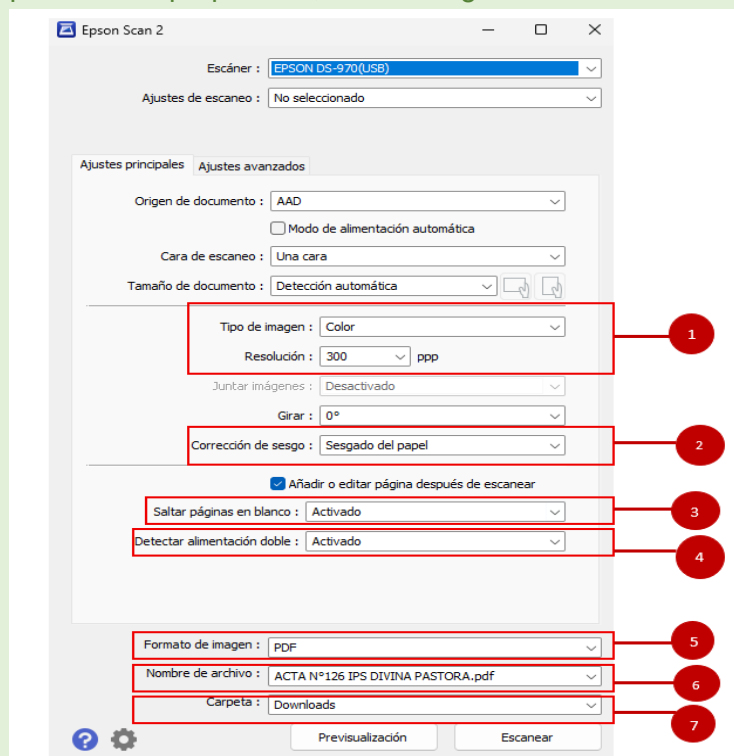 Epson Scan 2
Escáner : EPSON DS-970(USB)
Ajustes de escaneo : No seleccionado
Ajustes principales Ajustes avanzados
Origen de documento : AAD
Modo de alimentación automática
Cara de escaneo : Una cara
Tamaño de documento : Detección automática
Tipo de imagen : Color
1
Resolución : 300 ppp
Juntar imágenes : Desactivado
Girar : 0°
Corrección de sesgo : Sesgado del papel
2
Añadir o editar página después de escanear
Saltar páginas en blanco : Activado
3
Detectar alimentación doble : Activado
4
Formato de imagen : PDF
5
Nombre de archivo : ACTA N°126 IPS DIVINA PASTORA.pdf
6
Carpeta : Downloads
7
? Previsualización Escanear